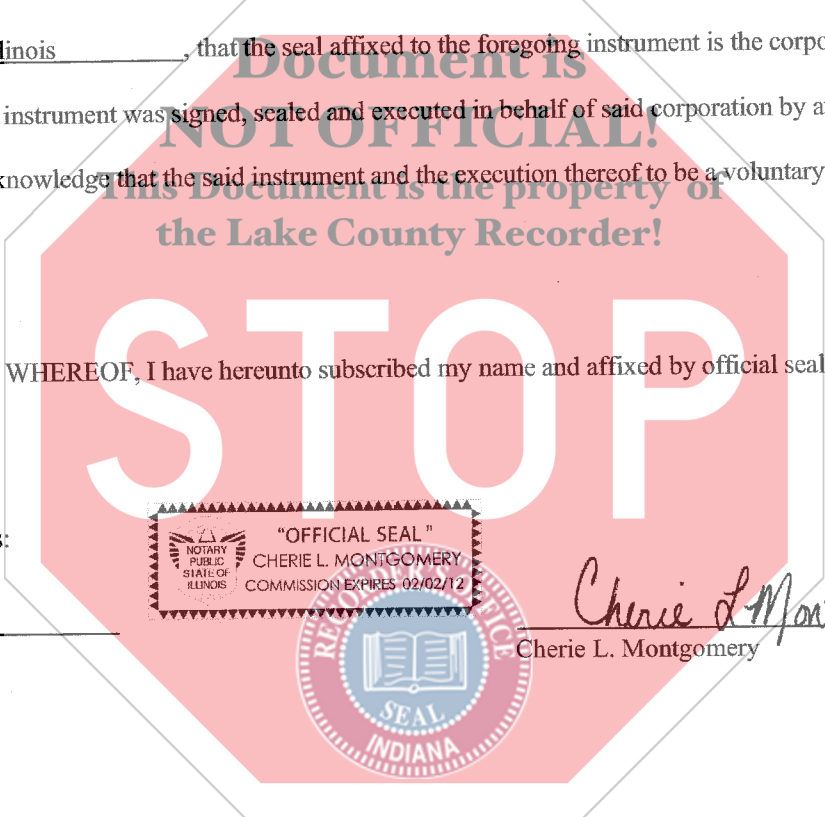 Document is
linois , that the seal affixed to the foregoing instrument is the corpo
instrument was signed, sealed and executed in behalf of said corporation by a
NOT OFFICIAL!
knowledge that the said instrument and the execution thereof to be a voluntary
This Document is the property of
the Lake County Recorder!
STOP
WHEREOF, I have hereunto subscribed my name and affixed by official seal
s:
"OFFICIAL SEAL"
NOTARY
PUBLIC
STATE OF
ILLINOIS
CHERIE L. MONTGOMERY
COMMISSION EXPIRES 02/02/12
Cherie L Mon
Cherie L. Montgomery
RECORDER'S OFFICE
SEAL
INDIANA